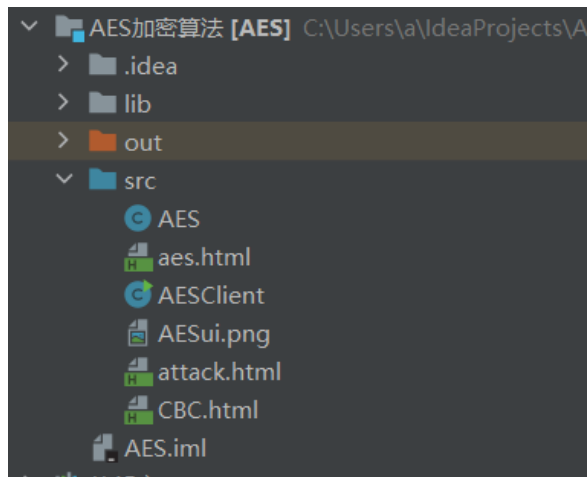 AES加密算法 [AES] C:\Users\a\IdeaProjects\A
.idea
lib
out
src
AES
aes.html
AESClient
AESui.png
attack.html
CBC.html
AES.iml